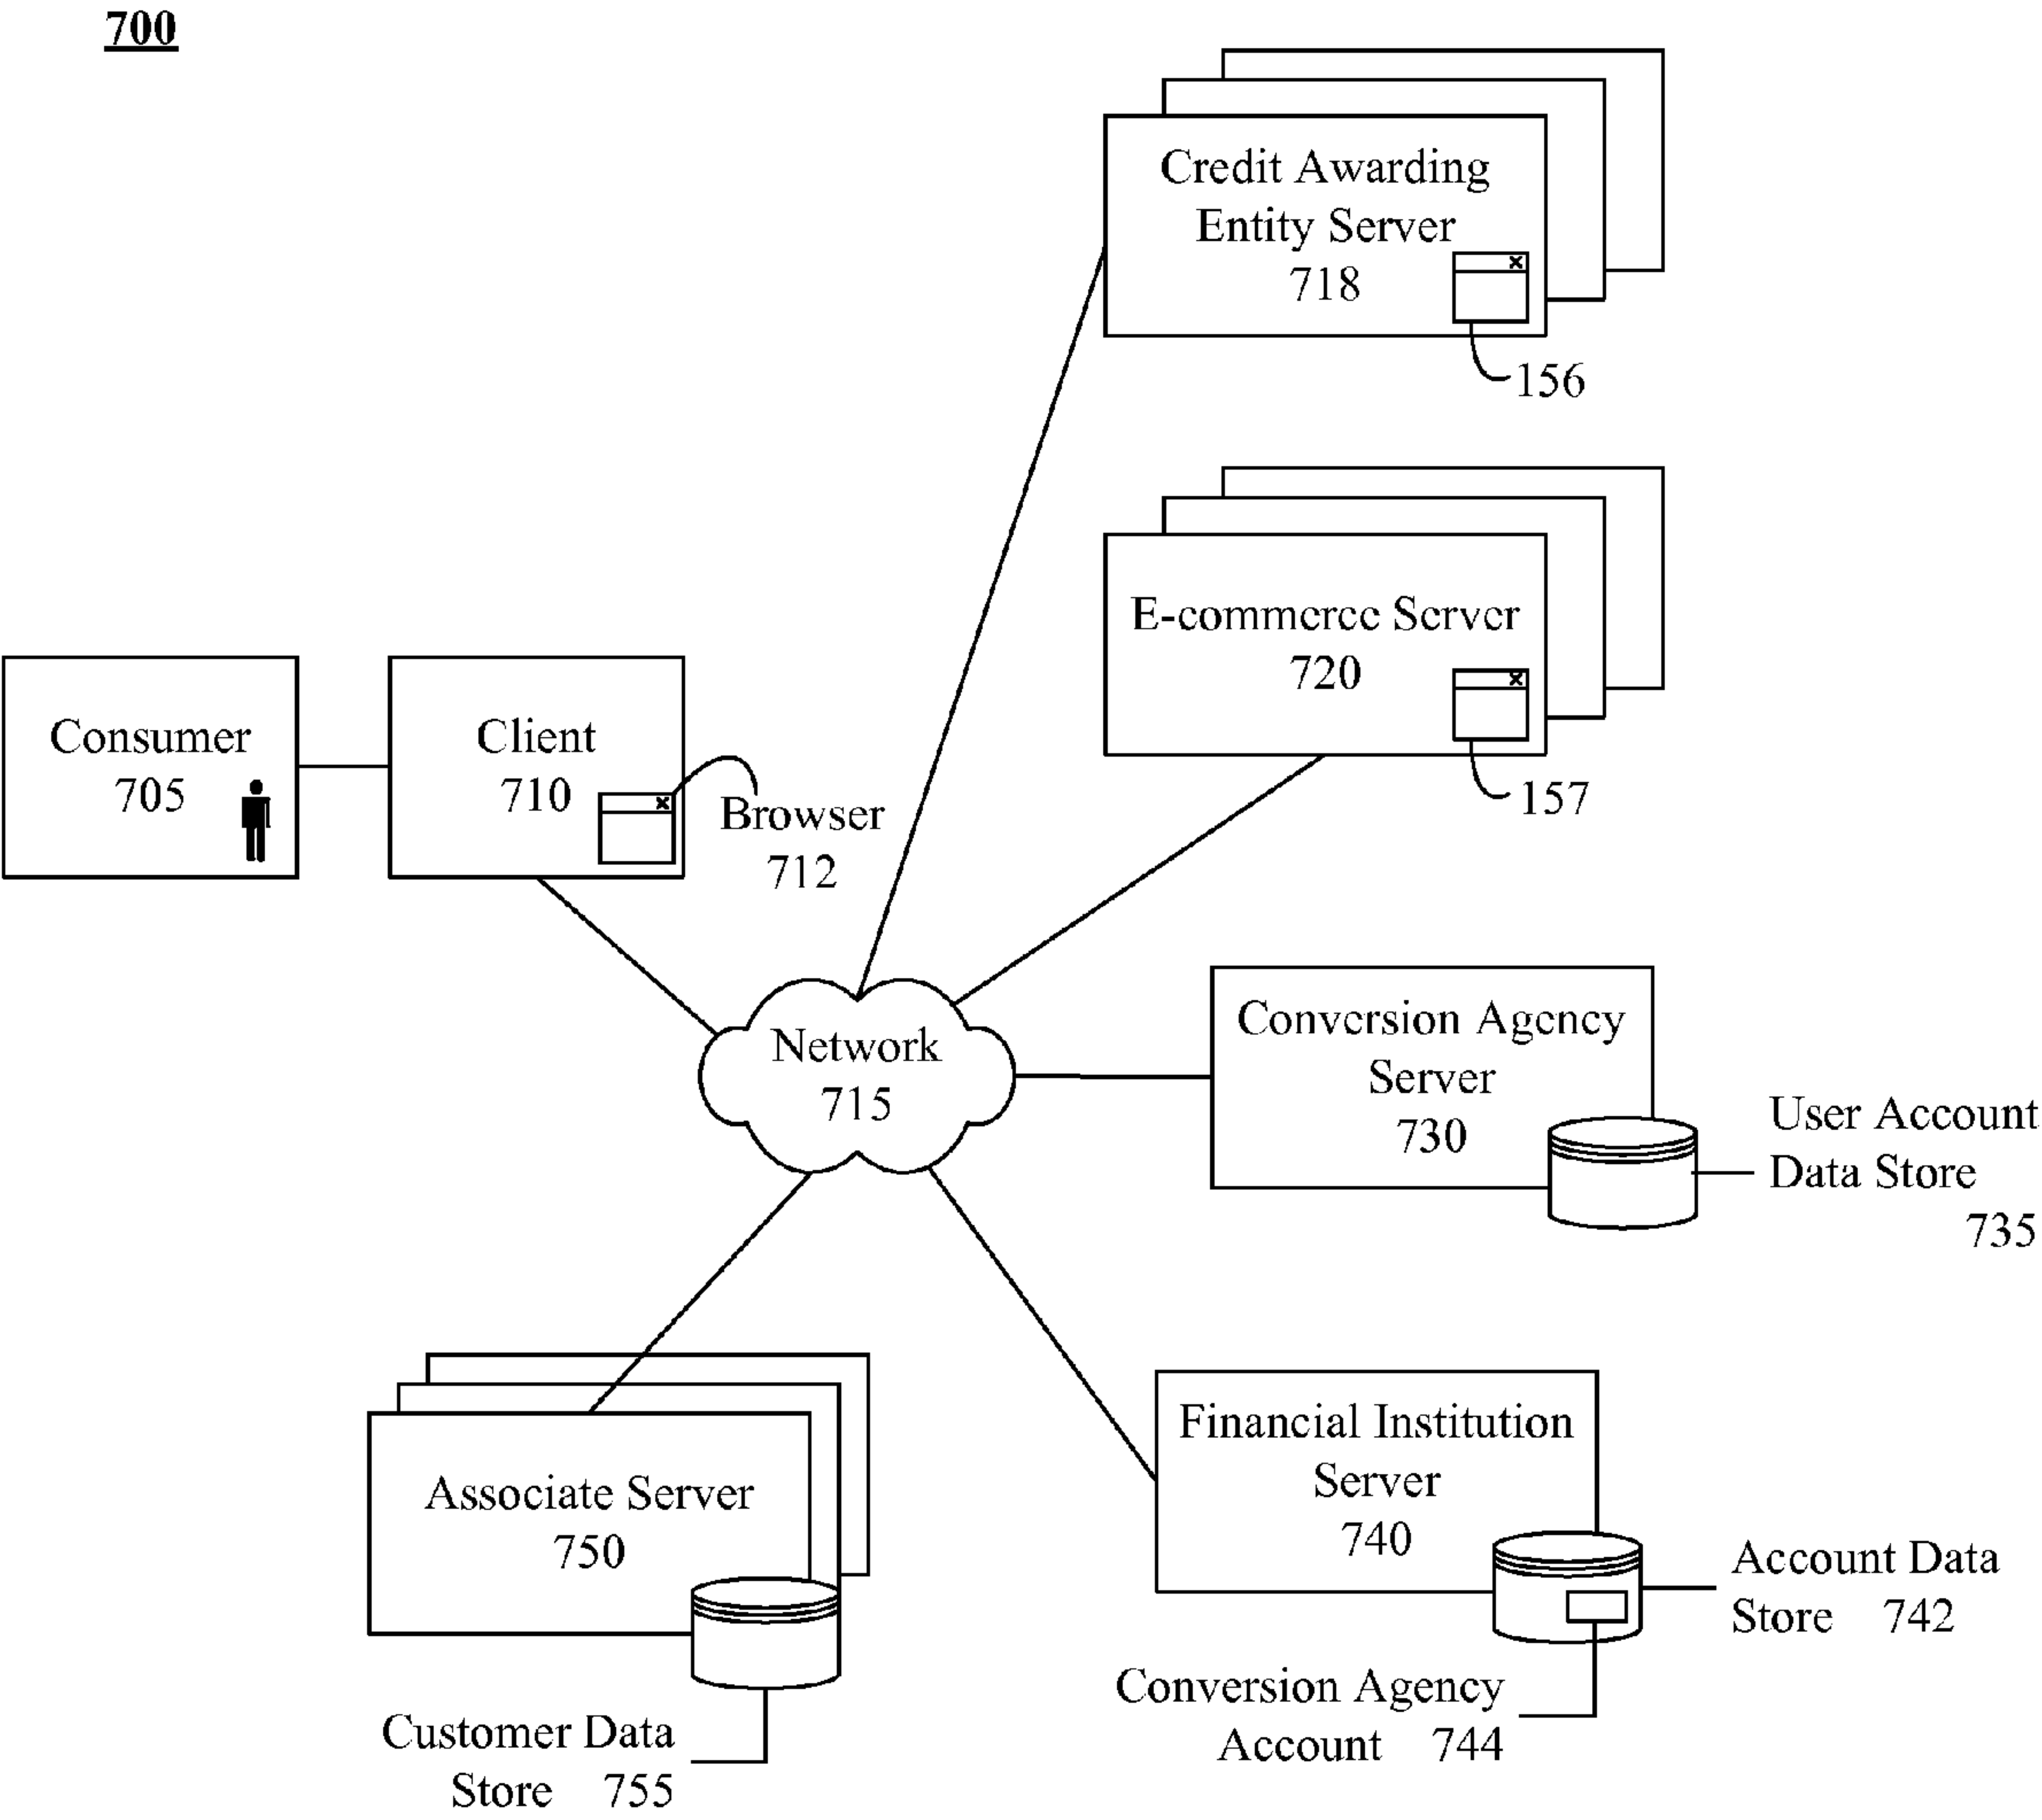 700
Credit Awarding
Entity Server
718
156
E-commerce Server
720
157
Consumer
705
Client
710
Browser
712
Network
715
Conversion Agency
Server
730
User Account
Data Store
735
Associate Server
750
Customer Data
Store 755
Financial Institution
Server
740
Account Data
Store 742
Conversion Agency
Account 744